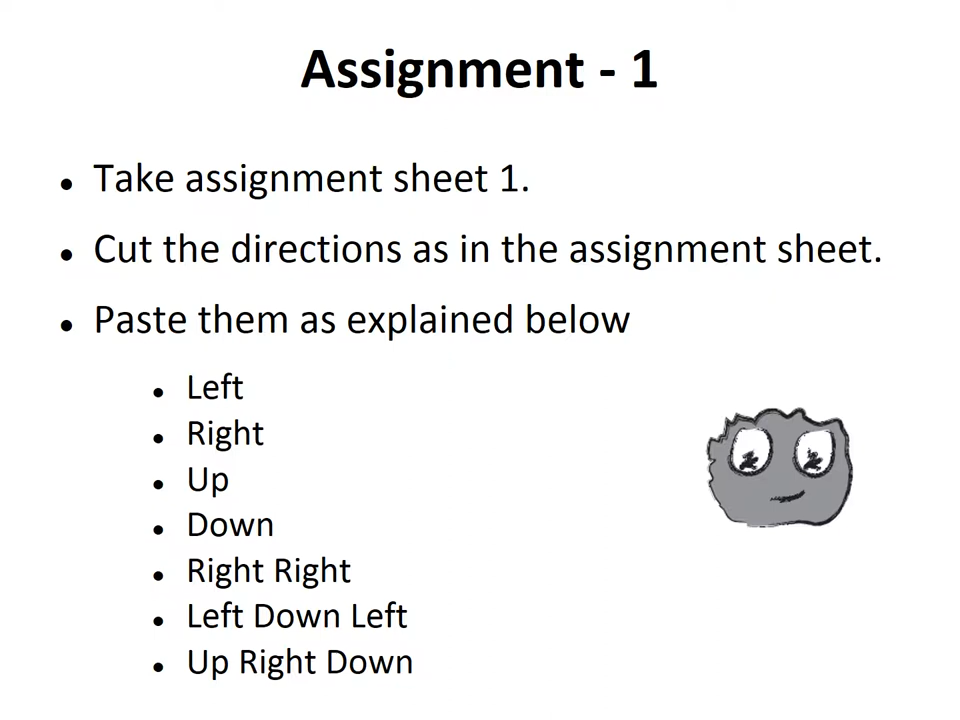 Assignment - 1
Take assignment sheet 1.
Cut the directions as in the assignment sheet.
Paste them as explained below
Left
Right
Up
Down
Right Right
Left Down Left
Up Right Down